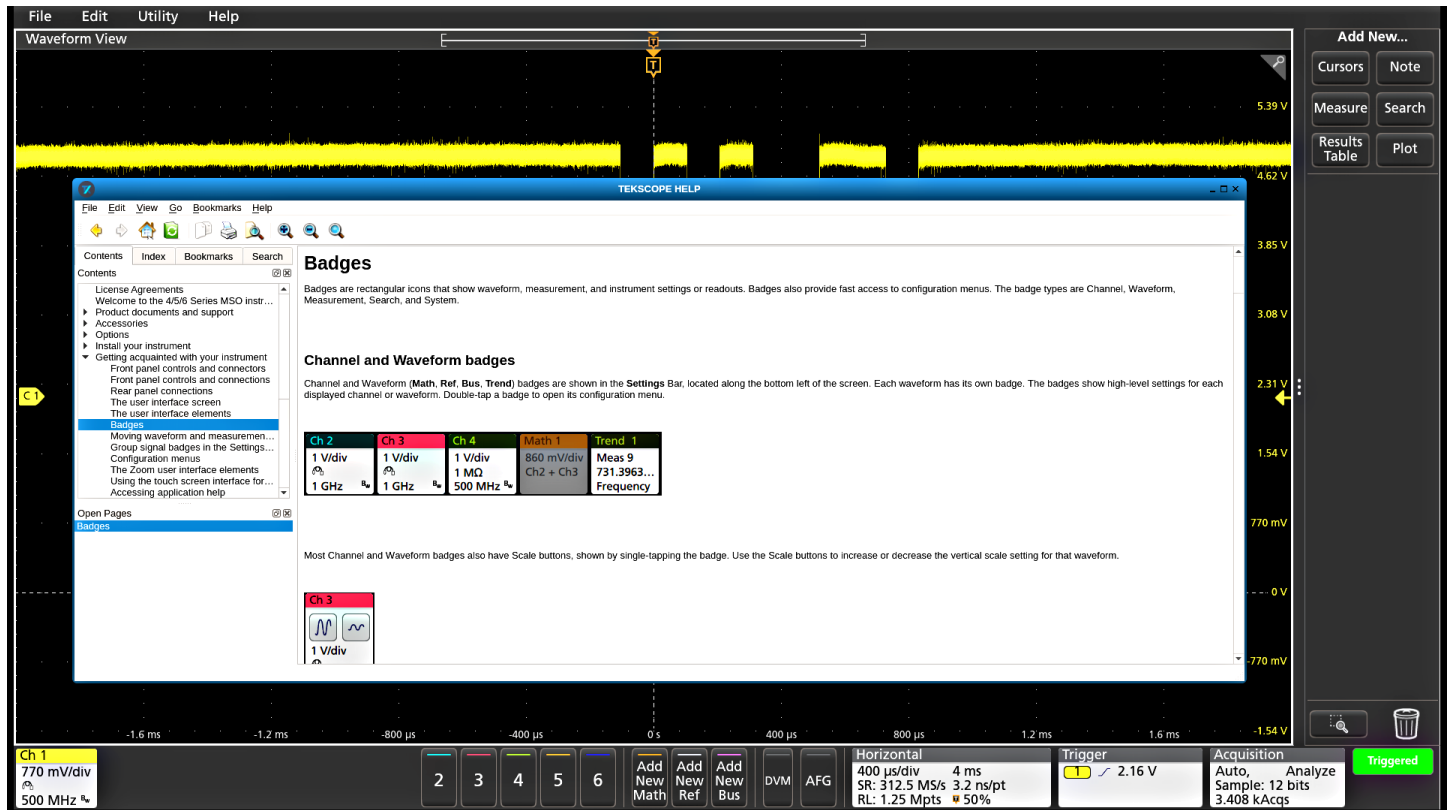 File Edit Utility Help
Waveform View
T
T
Add New...
Cursors Note
Measure Search
Results Table Plot
5.39 V
4.62 V
3.85 V
3.08 V
2.31 V
1.54 V
770 mV
0 V
-770 mV
-1.54 V
C 1
TEKSCOPE HELP
File Edit View Go Bookmarks Help
Contents Index Bookmarks Search
Contents
License Agreements
Welcome to the 4/5/6 Series MSO instr...
Product documents and support
Accessories
Options
Install your instrument
Getting acquainted with your instrument
Front panel controls and connectors
Front panel controls and connections
Rear panel connections
The user interface screen
The user interface elements
Badges
Moving waveform and measuremen...
Group signal badges in the Settings...
Configuration menus
The Zoom user interface elements
Using the touch screen interface for...
Accessing application help
Open Pages
Badges
Badges
Badges are rectangular icons that show waveform, measurement, and instrument settings or readouts. Badges also provide fast access to configuration menus. The badge types are Channel, Waveform,
Measurement, Search, and System.
Channel and Waveform badges
Channel and Waveform (Math, Ref, Bus, Trend) badges are shown in the Settings Bar, located along the bottom left of the screen. Each waveform has its own badge. The badges show high-level settings for each
displayed channel or waveform. Double-tap a badge to open its configuration menu.
Ch 2 Ch 3 Ch 4 Math 1 Trend 1
1 V/div 1 V/div 1 V/div 860 mV/div Meas 9
1 MΩ Ch2 + Ch3 731.3963...
1 GHz Bw 1 GHz Bw 500 MHz Bw Frequency
Most Channel and Waveform badges also have Scale buttons, shown by single-tapping the badge. Use the Scale buttons to increase or decrease the vertical scale setting for that waveform.
Ch 3
1 V/div
-1.6 ms -1.2 ms -800 µs -400 µs 0 s 400 µs 800 µs 1.2 ms 1.6 ms
Ch 1
770 mV/div
500 MHz Bw
2 3 4 5 6
Add New Math
Add New Ref
Add New Bus
DVM AFG
Horizontal
400 µs/div 4 ms
SR: 312.5 MS/s 3.2 ns/pt
RL: 1.25 Mpts 50%
Trigger
1 2.16 V
Acquisition
Auto, Analyze
Sample: 12 bits
3.408 kAcqs
Triggered